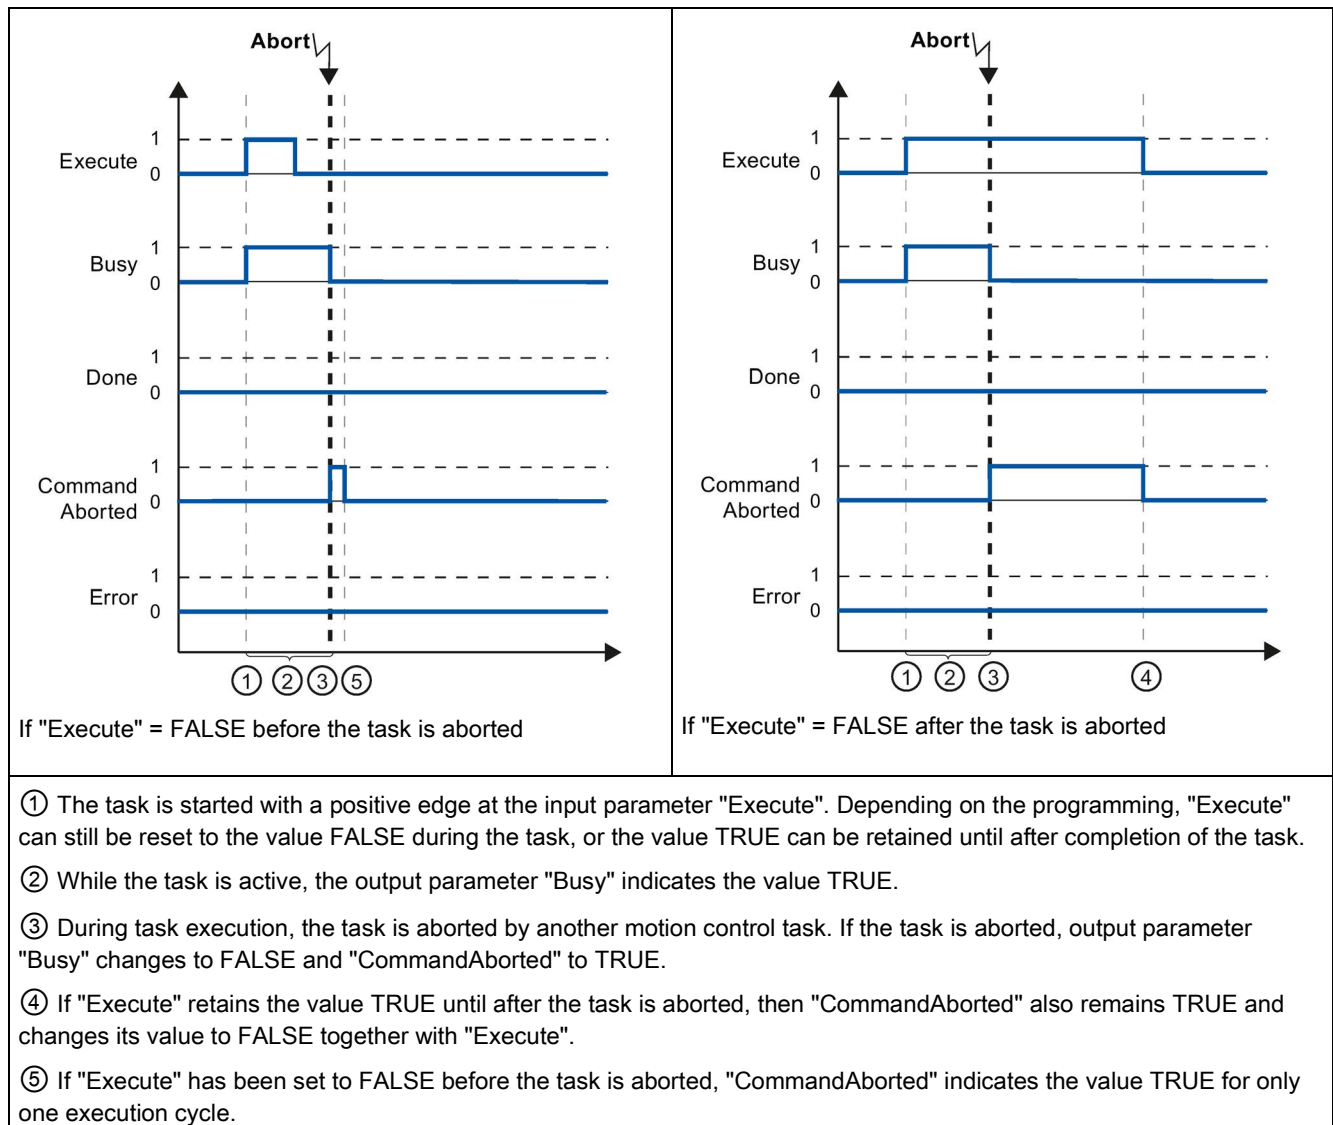 Abort
1
Execute
0
1
Busy
0
1
Done
0
1
Command
Aborted
0
1
Error
0
① ② ③ ⑤
If "Execute" = FALSE before the task is aborted
Abort
1
Execute
0
1
Busy
0
1
Done
0
1
Command
Aborted
0
1
Error
0
① ② ③ ④
If "Execute" = FALSE after the task is aborted
① The task is started with a positive edge at the input parameter "Execute". Depending on the programming, "Execute"
can still be reset to the value FALSE during the task, or the value TRUE can be retained until after completion of the task.
② While the task is active, the output parameter "Busy" indicates the value TRUE.
③ During task execution, the task is aborted by another motion control task. If the task is aborted, output parameter
"Busy" changes to FALSE and "CommandAborted" to TRUE.
④ If "Execute" retains the value TRUE until after the task is aborted, then "CommandAborted" also remains TRUE and
changes its value to FALSE together with "Execute".
⑤ If "Execute" has been set to FALSE before the task is aborted, "CommandAborted" indicates the value TRUE for only
one execution cycle.